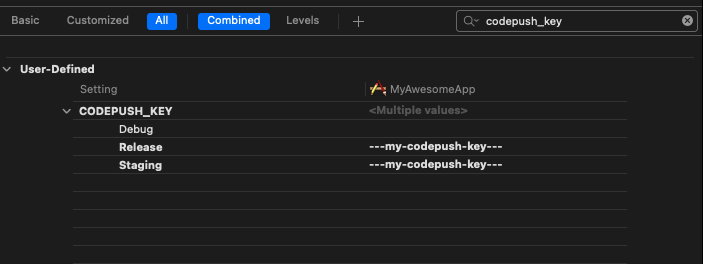 Basic Customized All Combined Levels + codepush_key
User-Defined
Setting MyAwesomeApp
CODEPUSH_KEY <Multiple values>
Debug
Release ---my-codepush-key---
Staging ---my-codepush-key---